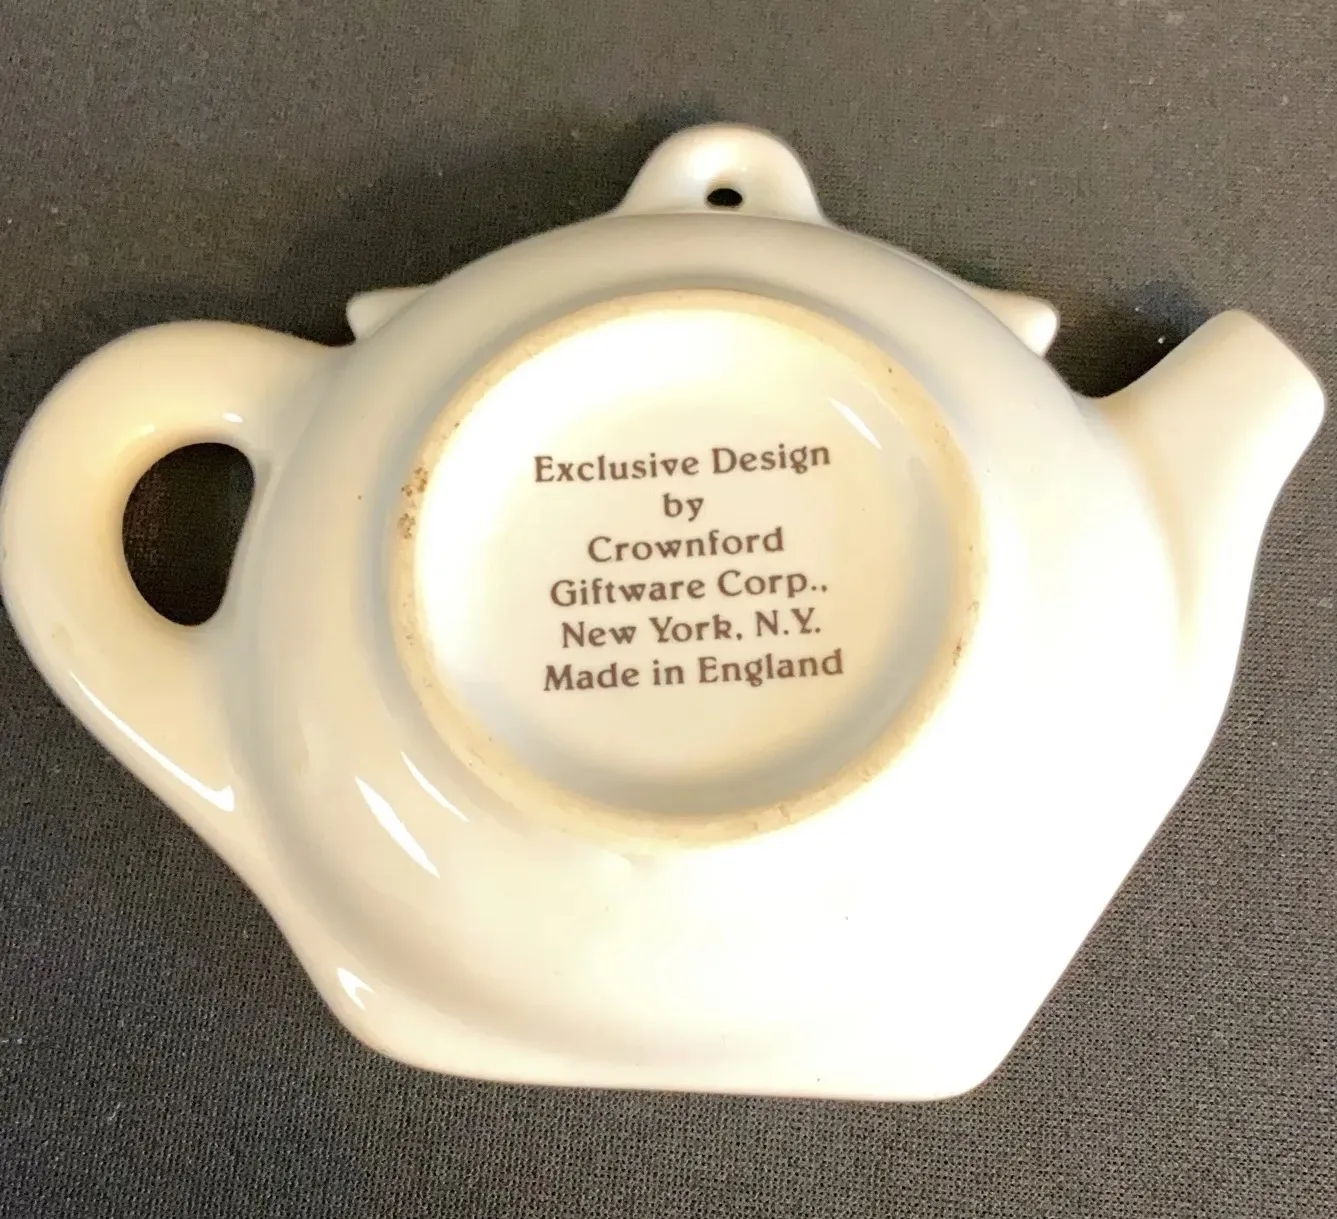 Exclusive Design
by
Crownford
Giftware Corp.,
New York, N.Y.
Made in England